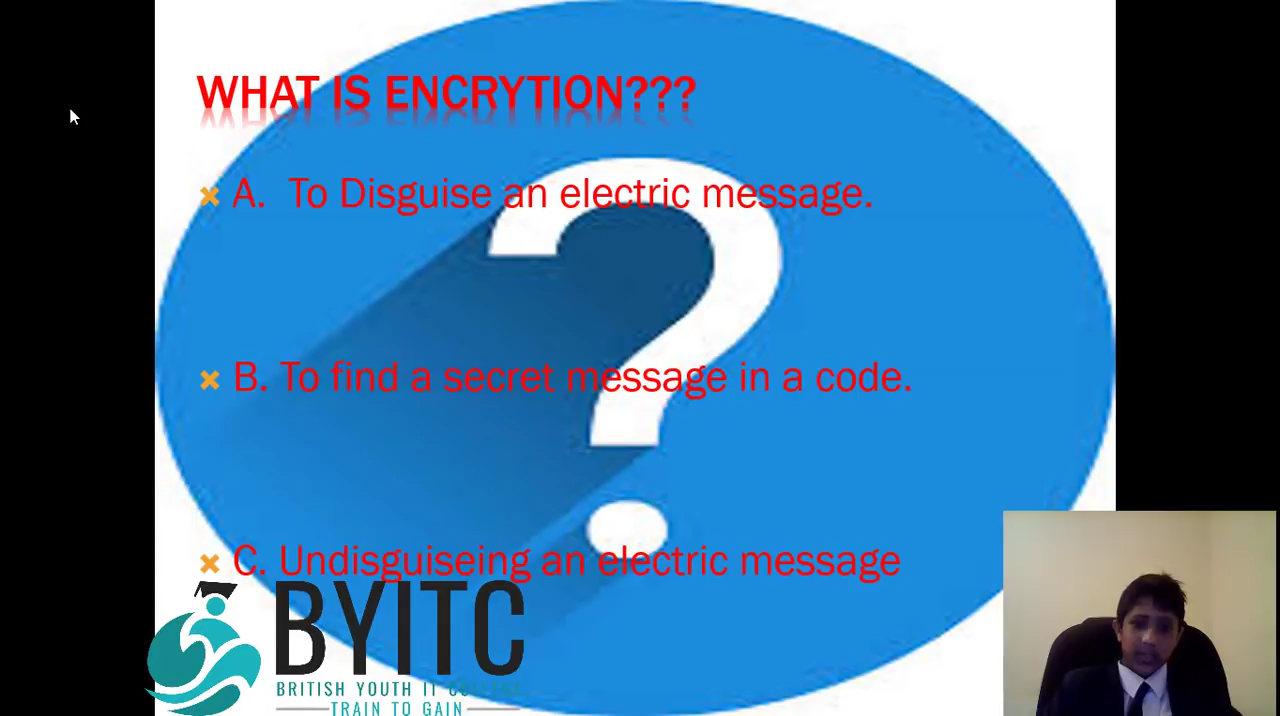 WHAT IS ENCRYTION???
A. To Disguise an electric message.
B. To find a secret message in a code.
C. Undisguiseing an electric message
BYITC
BRITISH YOUTH IT COLLEGE
TRAIN TO GAIN